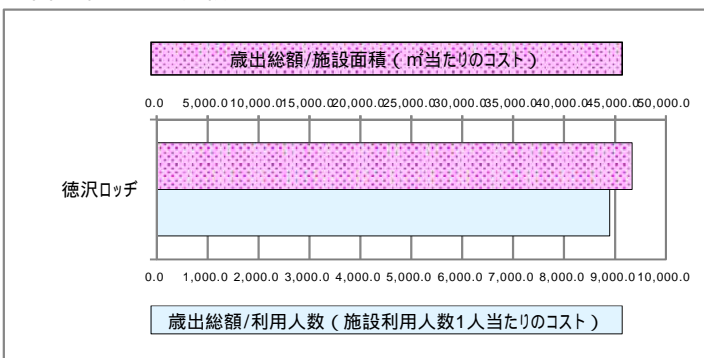 歳出総額/施設面積(㎡当たりのコスト)
0.0 5,000.0 10,000.0 15,000.0 20,000.0 25,000.0 30,000.0 35,000.0 40,000.0 45,000.0 50,000.0
徳沢ロッヂ
0.0 1,000.0 2,000.0 3,000.0 4,000.0 5,000.0 6,000.0 7,000.0 8,000.0 9,000.0 10,000.0
歳出総額/利用人数(施設利用人数1人当たりのコスト)